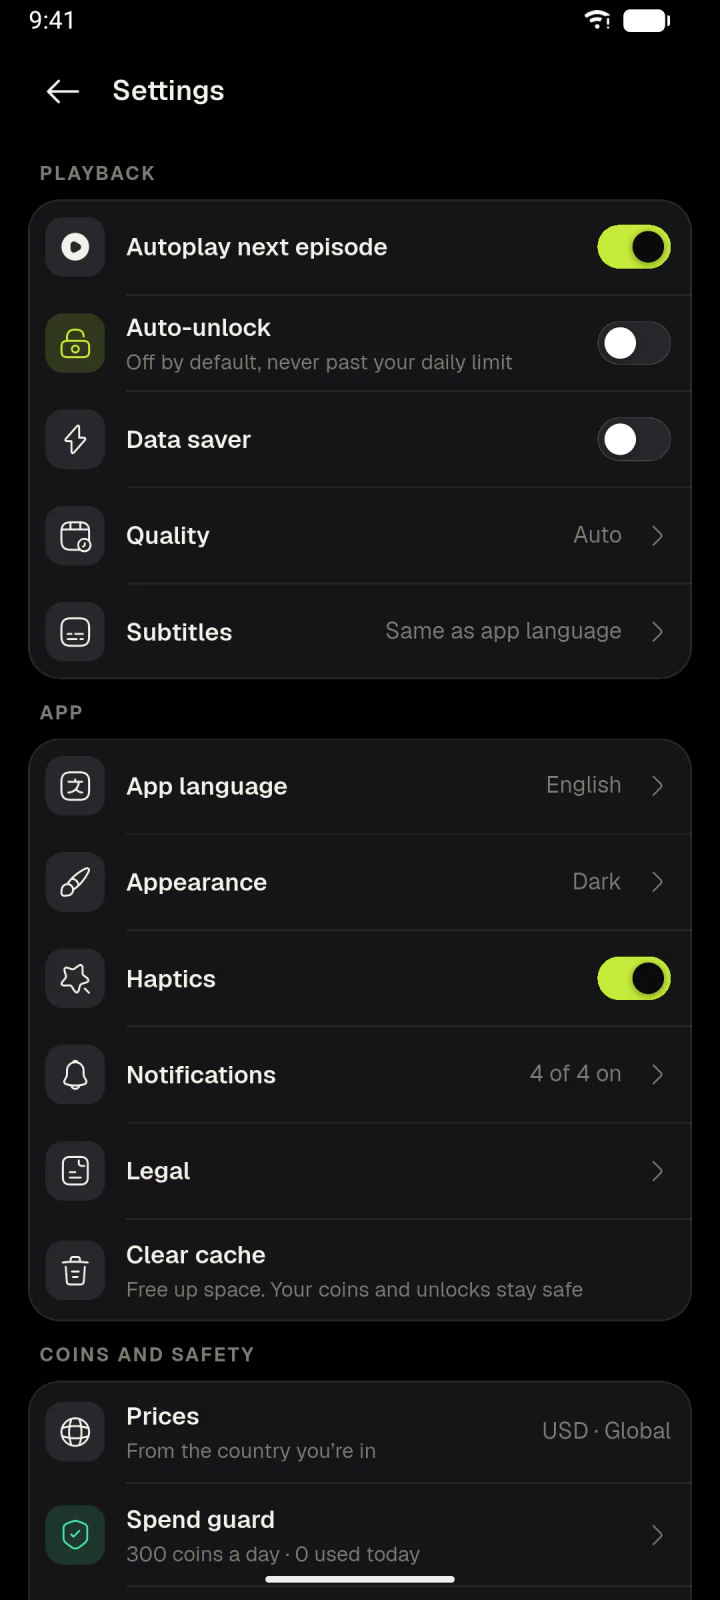 9:41
Settings
PLAYBACK
Autoplay next episode
Auto-unlock
Off by default, never past your daily limit
Data saver
Quality
Auto
Subtitles
Same as app language
APP
App language
English
Appearance
Dark
Haptics
Notifications
4 of 4 on
Legal
Clear cache
Free up space. Your coins and unlocks stay safe
COINS AND SAFETY
Prices
From the country you’re in
USD · Global
Spend guard
300 coins a day · 0 used today